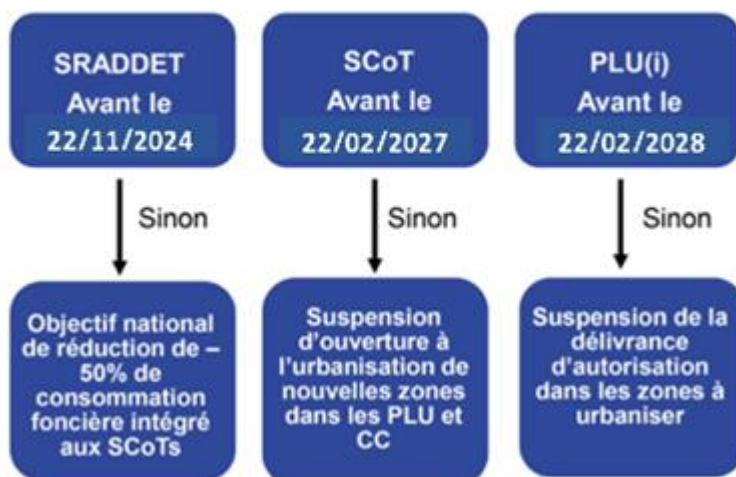 SRADDET
Avant le
22/11/2024
SCoT
Avant le
22/02/2027
PLU(i)
Avant le
22/02/2028
Sinon
Sinon
Sinon
Objectif national
de réduction de –
50% de
consommation
foncière intégré
aux SCoTs
Suspension
d'ouverture à
l'urbanisation de
nouvelles zones
dans les PLU et
CC
Suspension de la
délivrance
d'autorisation
dans les zones à
urbaniser